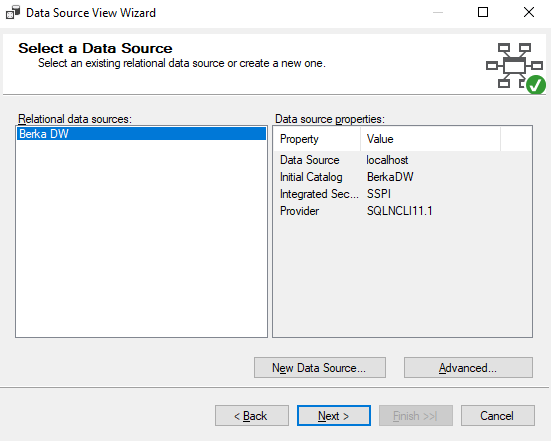 Data Source View Wizard
Select a Data Source
Select an existing relational data source or create a new one.
Relational data sources:
Berka DW
Data source properties:
Property Value
Data Source localhost
Initial Catalog BerkaDW
Integrated Sec... SSPI
Provider SQLNCLI11.1
New Data Source...
Advanced...
< Back
Next >
Finish >>|
Cancel